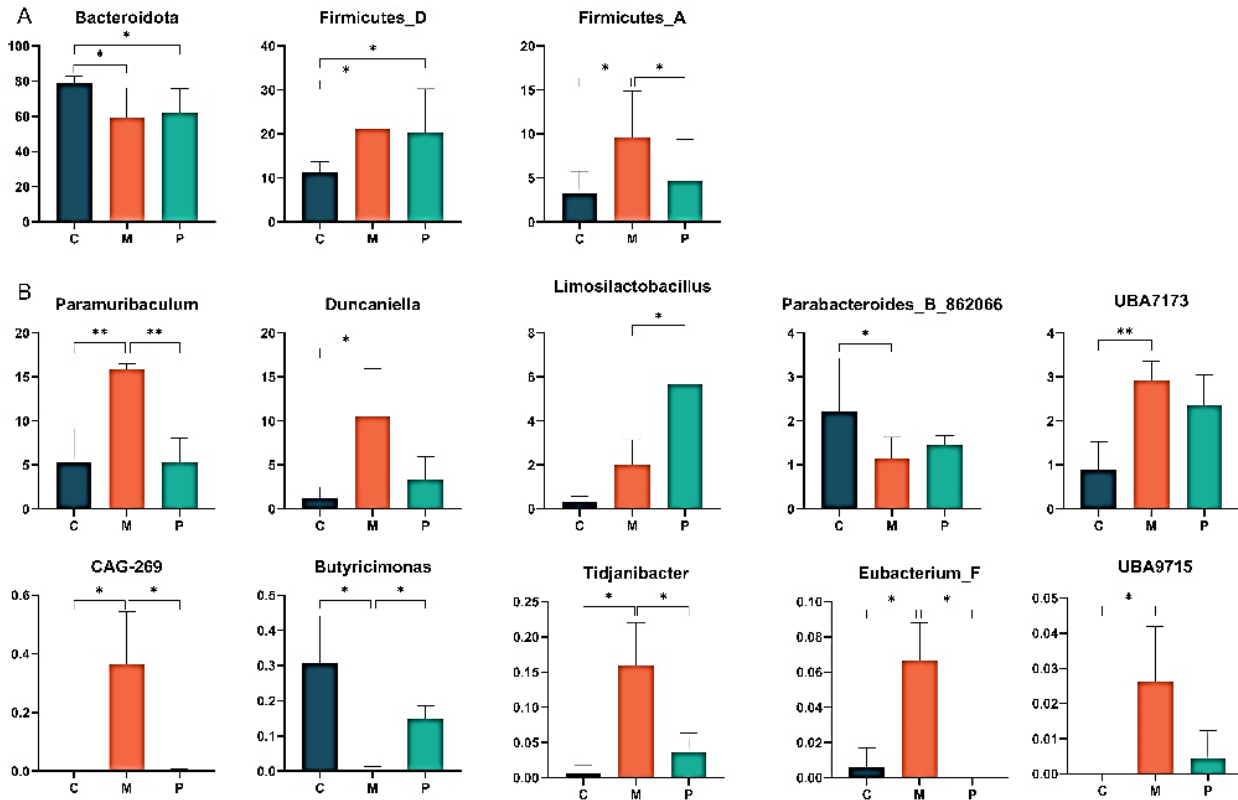 A
Bacteroidota
Firmicutes_D
Firmicutes_A
* * * * * *
100 80 60 40 20 0
40 30 20 10 0
20 15 10 5 0
C M P
C M P
C M P
B
Paramuribaculum
Duncaniella
Limosilactobacillus
Parabacteroides_B_862066
UBA7173
** ** * * * **
20 15 10 5 0
20 15 10 5 0
8 6 4 2 0
4 3 2 1 0
4 3 2 1 0
C M P
C M P
C M P
C M P
C M P
CAG-269
Butyricimonas
Tidjanibacter
Eubacterium_F
UBA9715
* * * * * * * * *
0.6 0.4 0.2 0.0
0.5 0.4 0.3 0.2 0.1 0.0
0.25 0.20 0.15 0.10 0.05 0.00
0.10 0.08 0.06 0.04 0.02 0.00
0.05 0.04 0.03 0.02 0.01 0.00
C M P
C M P
C M P
C M P
C M P